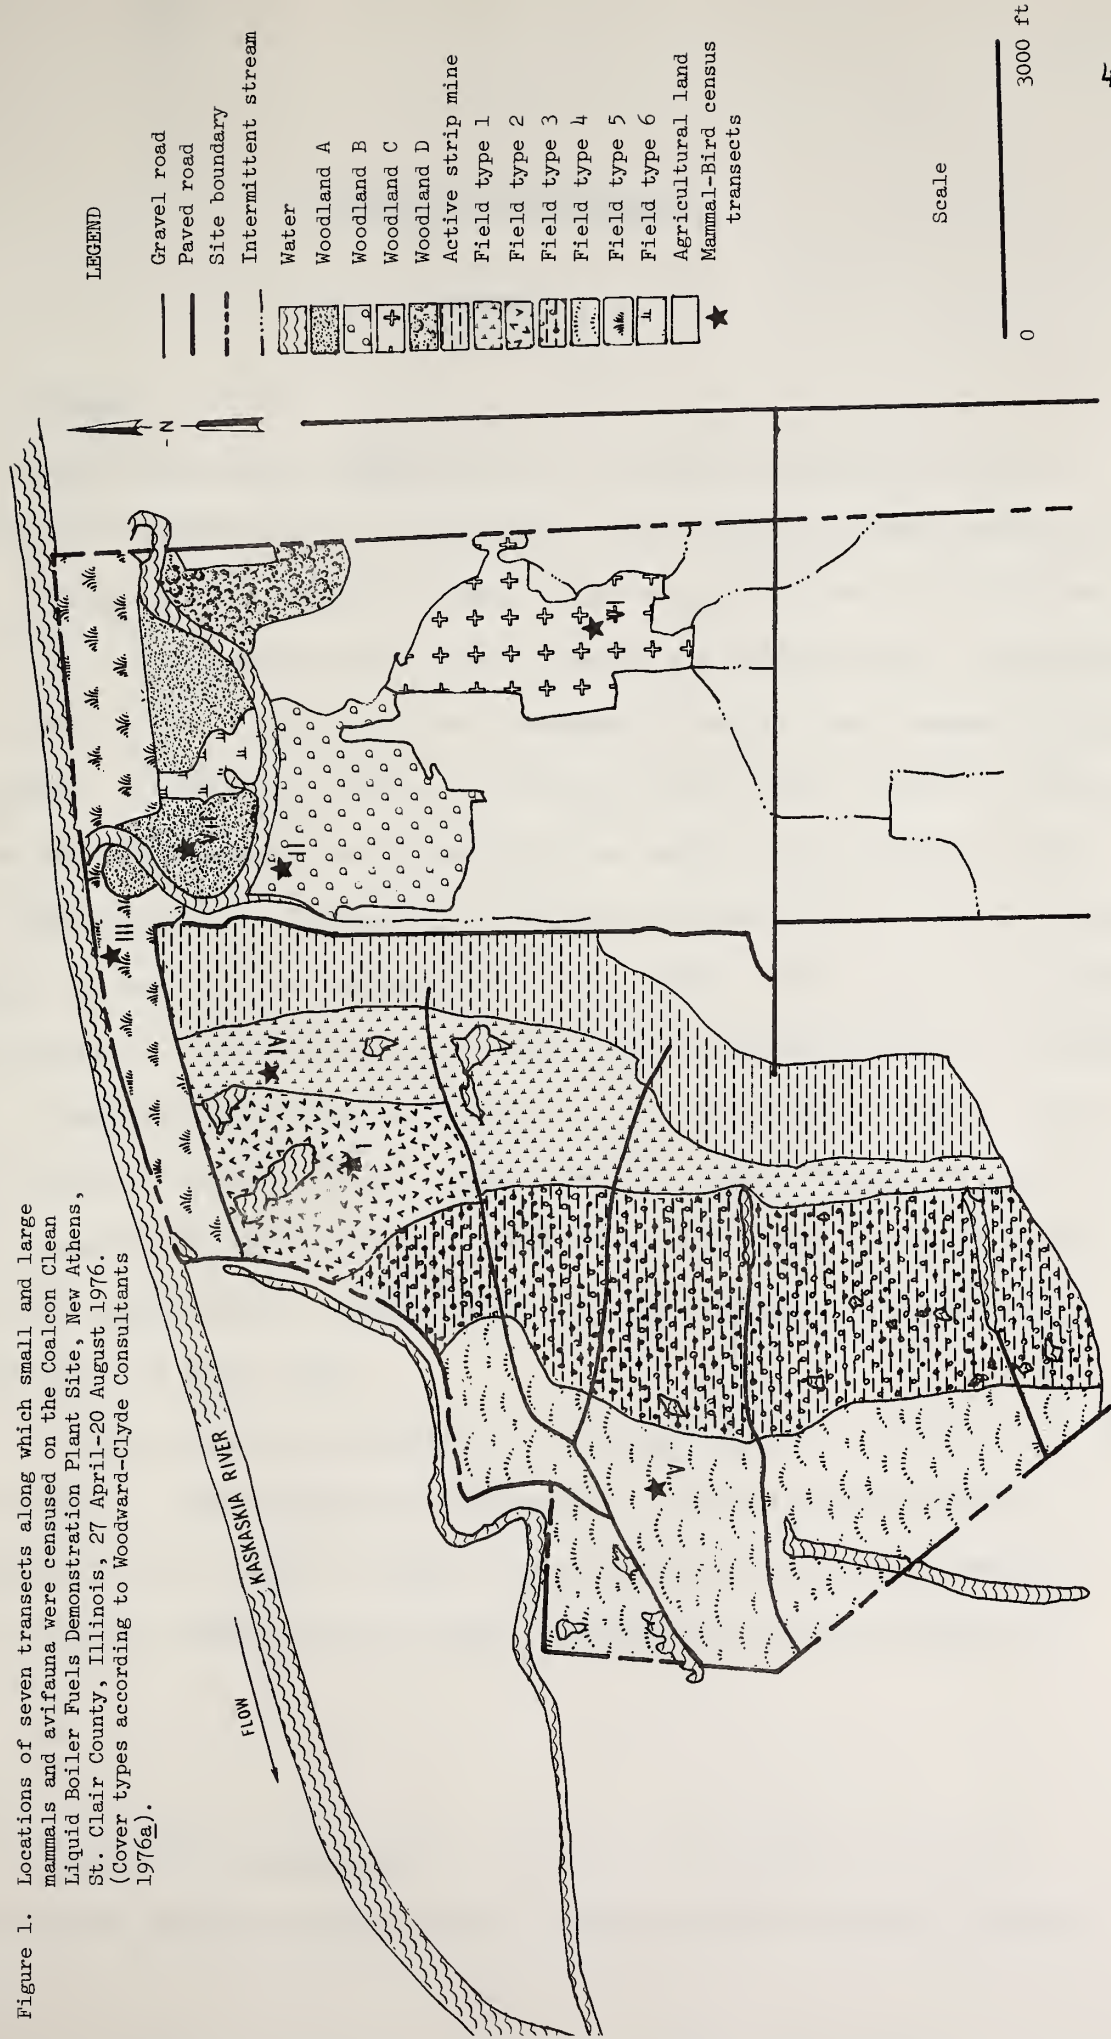 Figure 1. Locations of seven transects along which small and large
mammals and avifauna were censused on the Coalcon Clean
Liquid Boiler Fuels Demonstration Plant Site, New Athens,
St. Clair County, Illinois, 27 April-20 August 1976.
(Cover types according to Woodward-Clyde Consultants
1976a).
FLOW
KASKASKIA RIVER
N
I
II
III
IV
V
VI
VII
LEGEND
Gravel road
Paved road
Site boundary
Intermittent stream
Water
Woodland A
Woodland B
Woodland C
Woodland D
Active strip mine
Field type 1
Field type 2
Field type 3
Field type 4
Field type 5
Field type 6
Agricultural land
Mammal-Bird census
transects
Scale
0
3000 ft